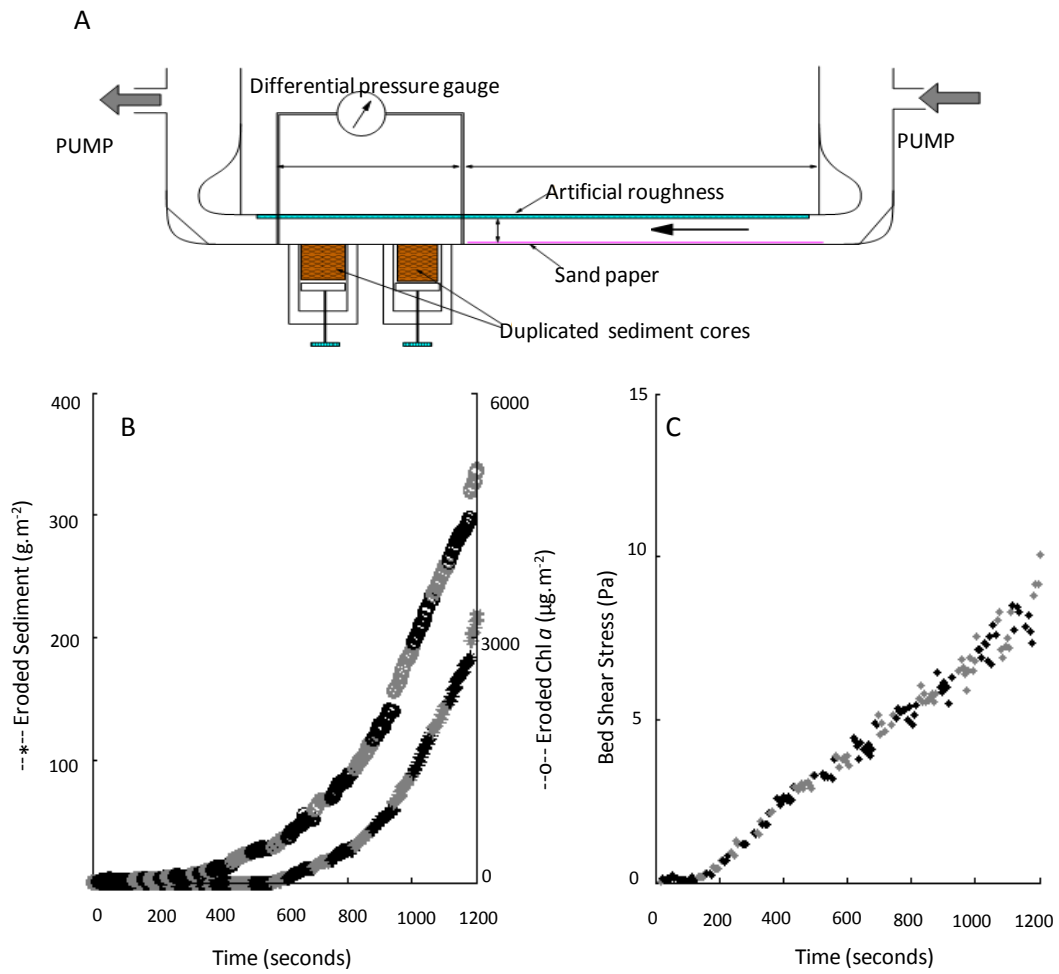 A
Differential pressure gauge
PUMP
PUMP
Artificial roughness
Sand paper
Duplicated sediment cores
B
400
300
200
100
--*-- Eroded Sediment (g.m-2)
6000
3000
0
--o-- Eroded Chl a (µg.m-2)
0 200 400 600 800 1000 1200
Time (seconds)
C
15
10
5
0
Bed Shear Stress (Pa)
0 200 400 600 800 1000 1200
Time (seconds)